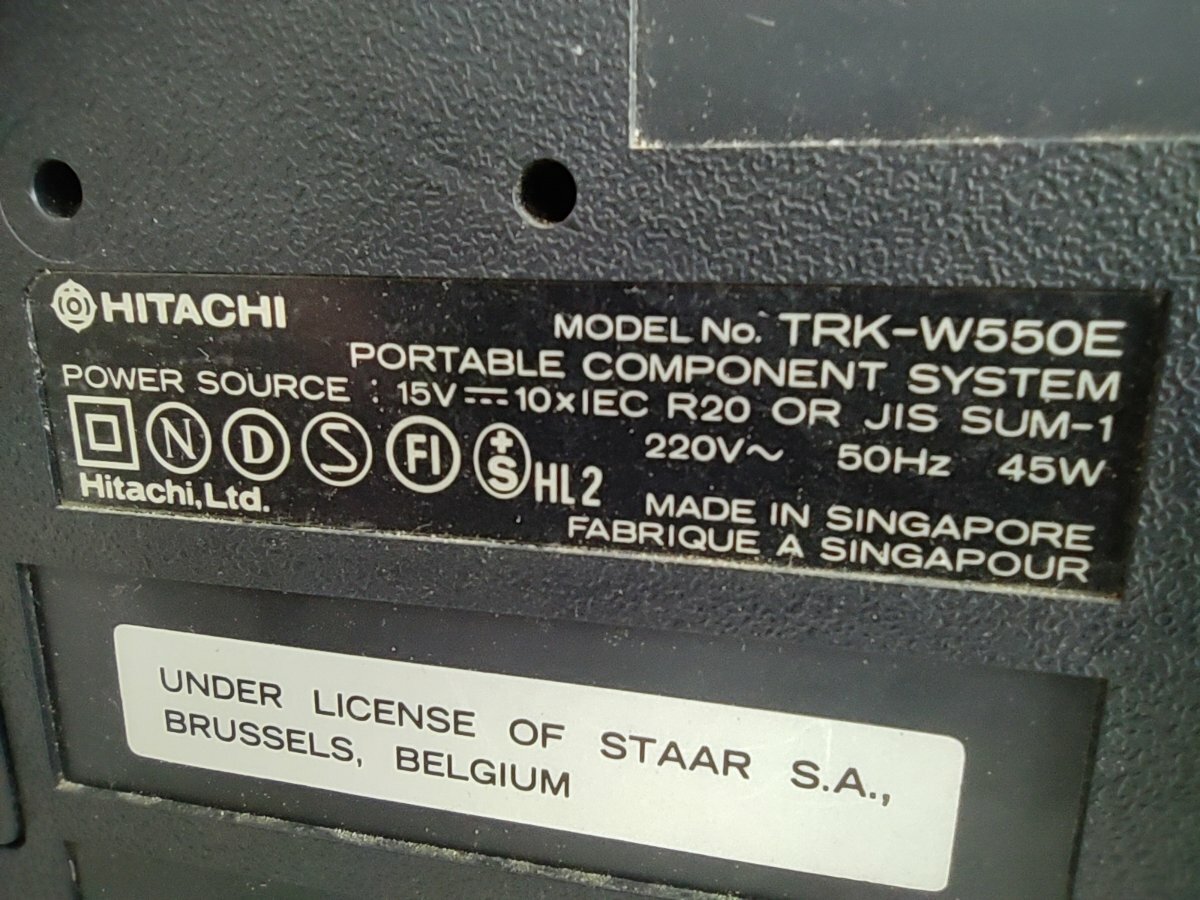 HITACHI
MODEL No. TRK-W550E
PORTABLE COMPONENT SYSTEM
POWER SOURCE : 15V ⎓ 10×IEC R20 OR JIS SUM-1
220V~ 50Hz 45W
N D S FI +S HL2
Hitachi, Ltd.
MADE IN SINGAPORE
FABRIQUE A SINGAPOUR
UNDER LICENSE OF STAAR S.A.,
BRUSSELS, BELGIUM